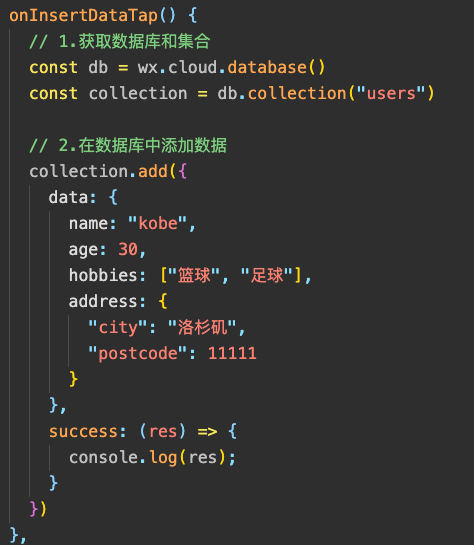 onInsertDataTap() {
  // 1.获取数据库和集合
  const db = wx.cloud.database()
  const collection = db.collection("users")

  // 2.在数据库中添加数据
  collection.add({
    data: {
      name: "kobe",
      age: 30,
      hobbies: ["篮球", "足球"],
      address: {
        "city": "洛杉矶",
        "postcode": 11111
      }
    },
    success: (res) => {
      console.log(res);
    }
  })
},